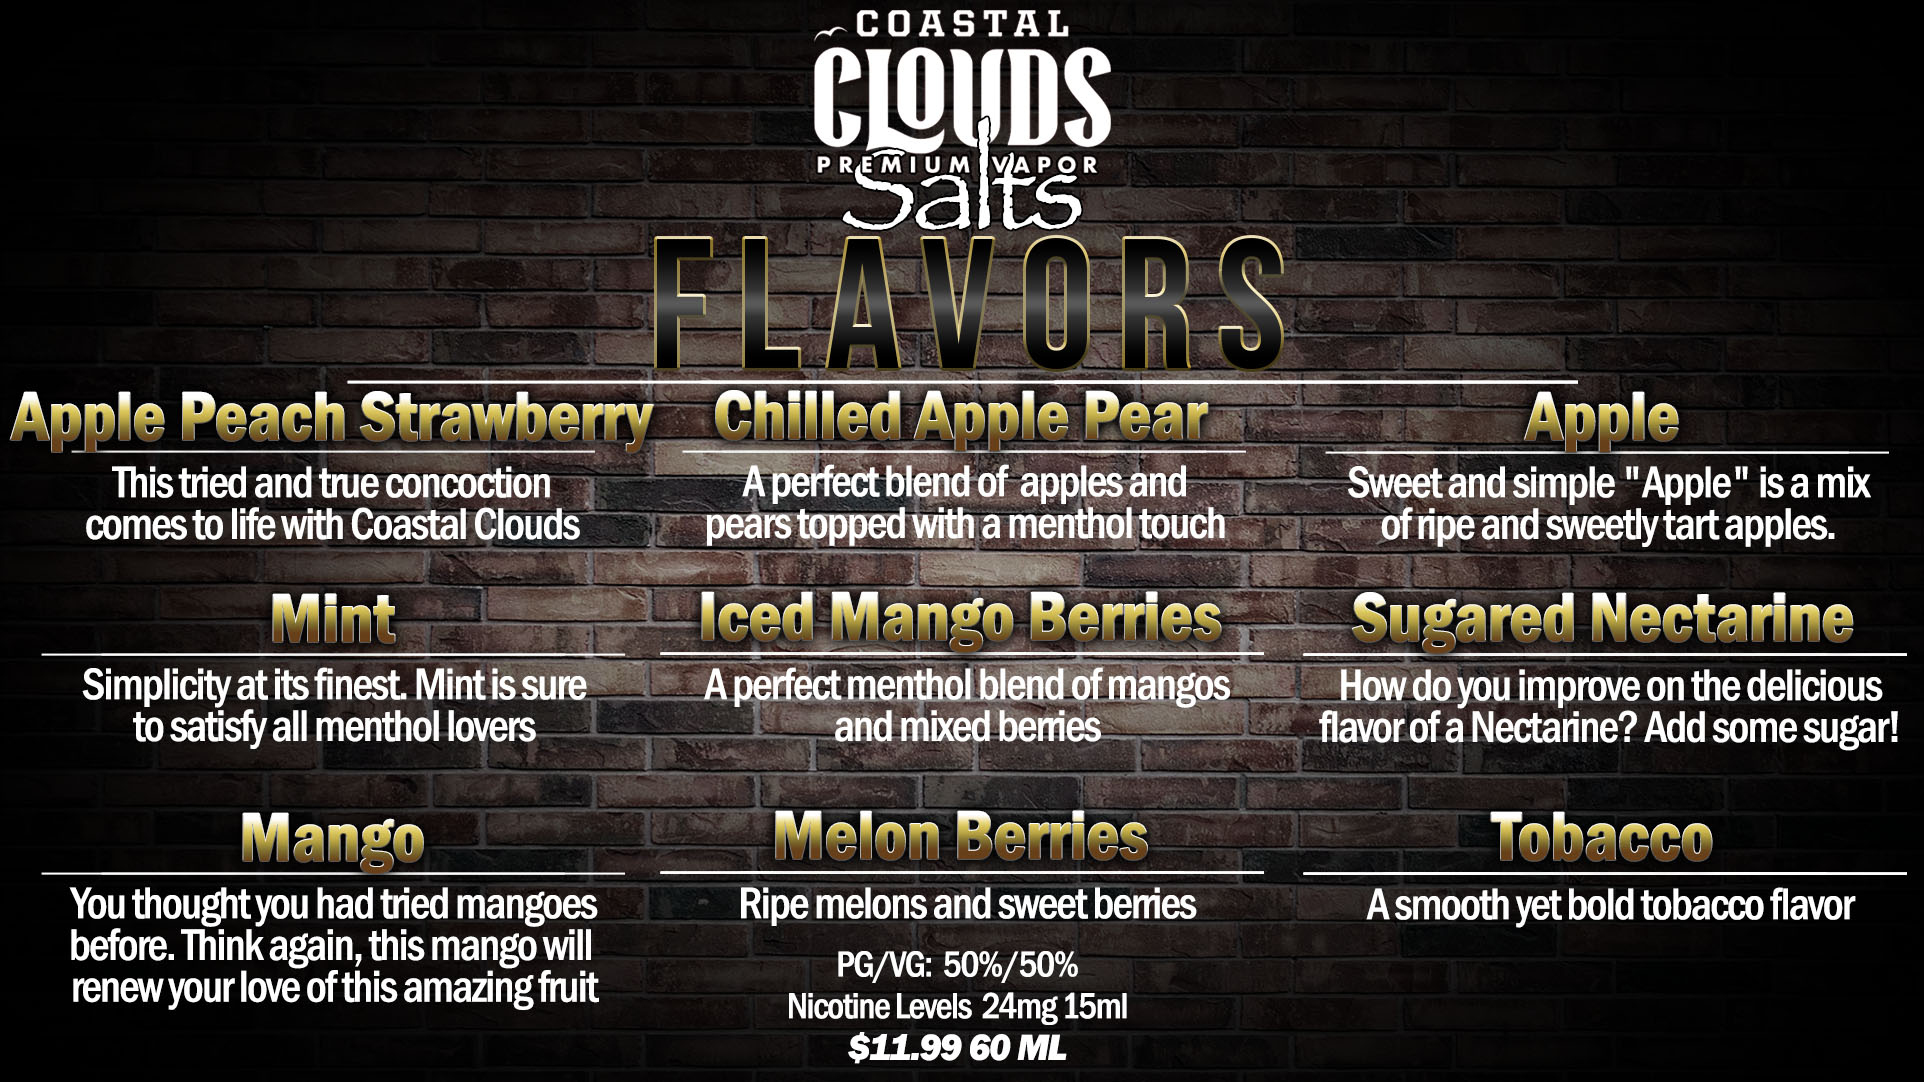 COASTAL
CLOUDS
PREMIUM VAPOR
Salts
FLAVORS
Apple Peach Strawberry
This tried and true concoction
comes to life with Coastal Clouds
Chilled Apple Pear
A perfect blend of apples and
pears topped with a menthol touch
Apple
Sweet and simple "Apple" is a mix
of ripe and sweetly tart apples.
Mint
Simplicity at its finest. Mint is sure
to satisfy all menthol lovers
Iced Mango Berries
A perfect menthol blend of mangos
and mixed berries
Sugared Nectarine
How do you improve on the delicious
flavor of a Nectarine? Add some sugar!
Mango
You thought you had tried mangoes
before. Think again, this mango will
renew your love of this amazing fruit
Melon Berries
Ripe melons and sweet berries
Tobacco
A smooth yet bold tobacco flavor
PG/VG: 50%/50%
Nicotine Levels 24mg 15ml
$11.99 60 ML